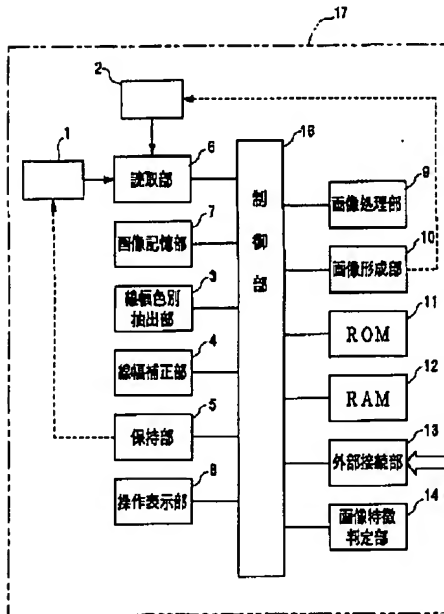 17
2
1
6
読取部
16
制御部
9
画像処理部
7
画像記憶部
10
画像形成部
3
線幅色別
抽出部
11
ROM
4
線幅補正部
12
RAM
5
保持部
13
外部接続部
8
操作表示部
14
画像特徴
判定部